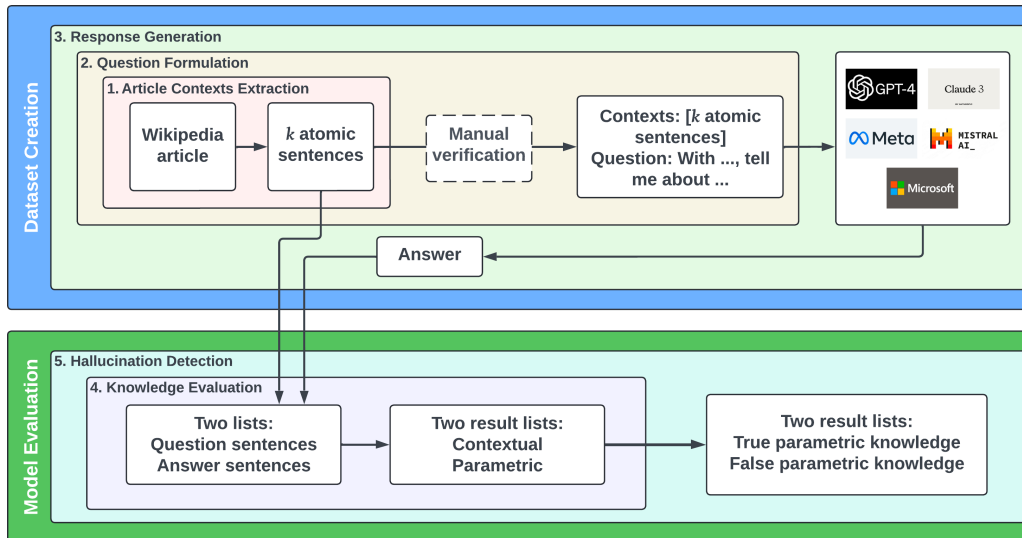 Dataset Creation
3. Response Generation
2. Question Formulation
1. Article Contexts Extraction
Wikipedia
article
k atomic
sentences
Manual
verification
Contexts: [k atomic
sentences]
Question: With ..., tell
me about ...
GPT-4
Claude 3
Meta
MISTRAL
AI_
Microsoft
Answer
Model Evaluation
5. Hallucination Detection
4. Knowledge Evaluation
Two lists:
Question sentences
Answer sentences
Two result lists:
Contextual
Parametric
Two result lists:
True parametric knowledge
False parametric knowledge